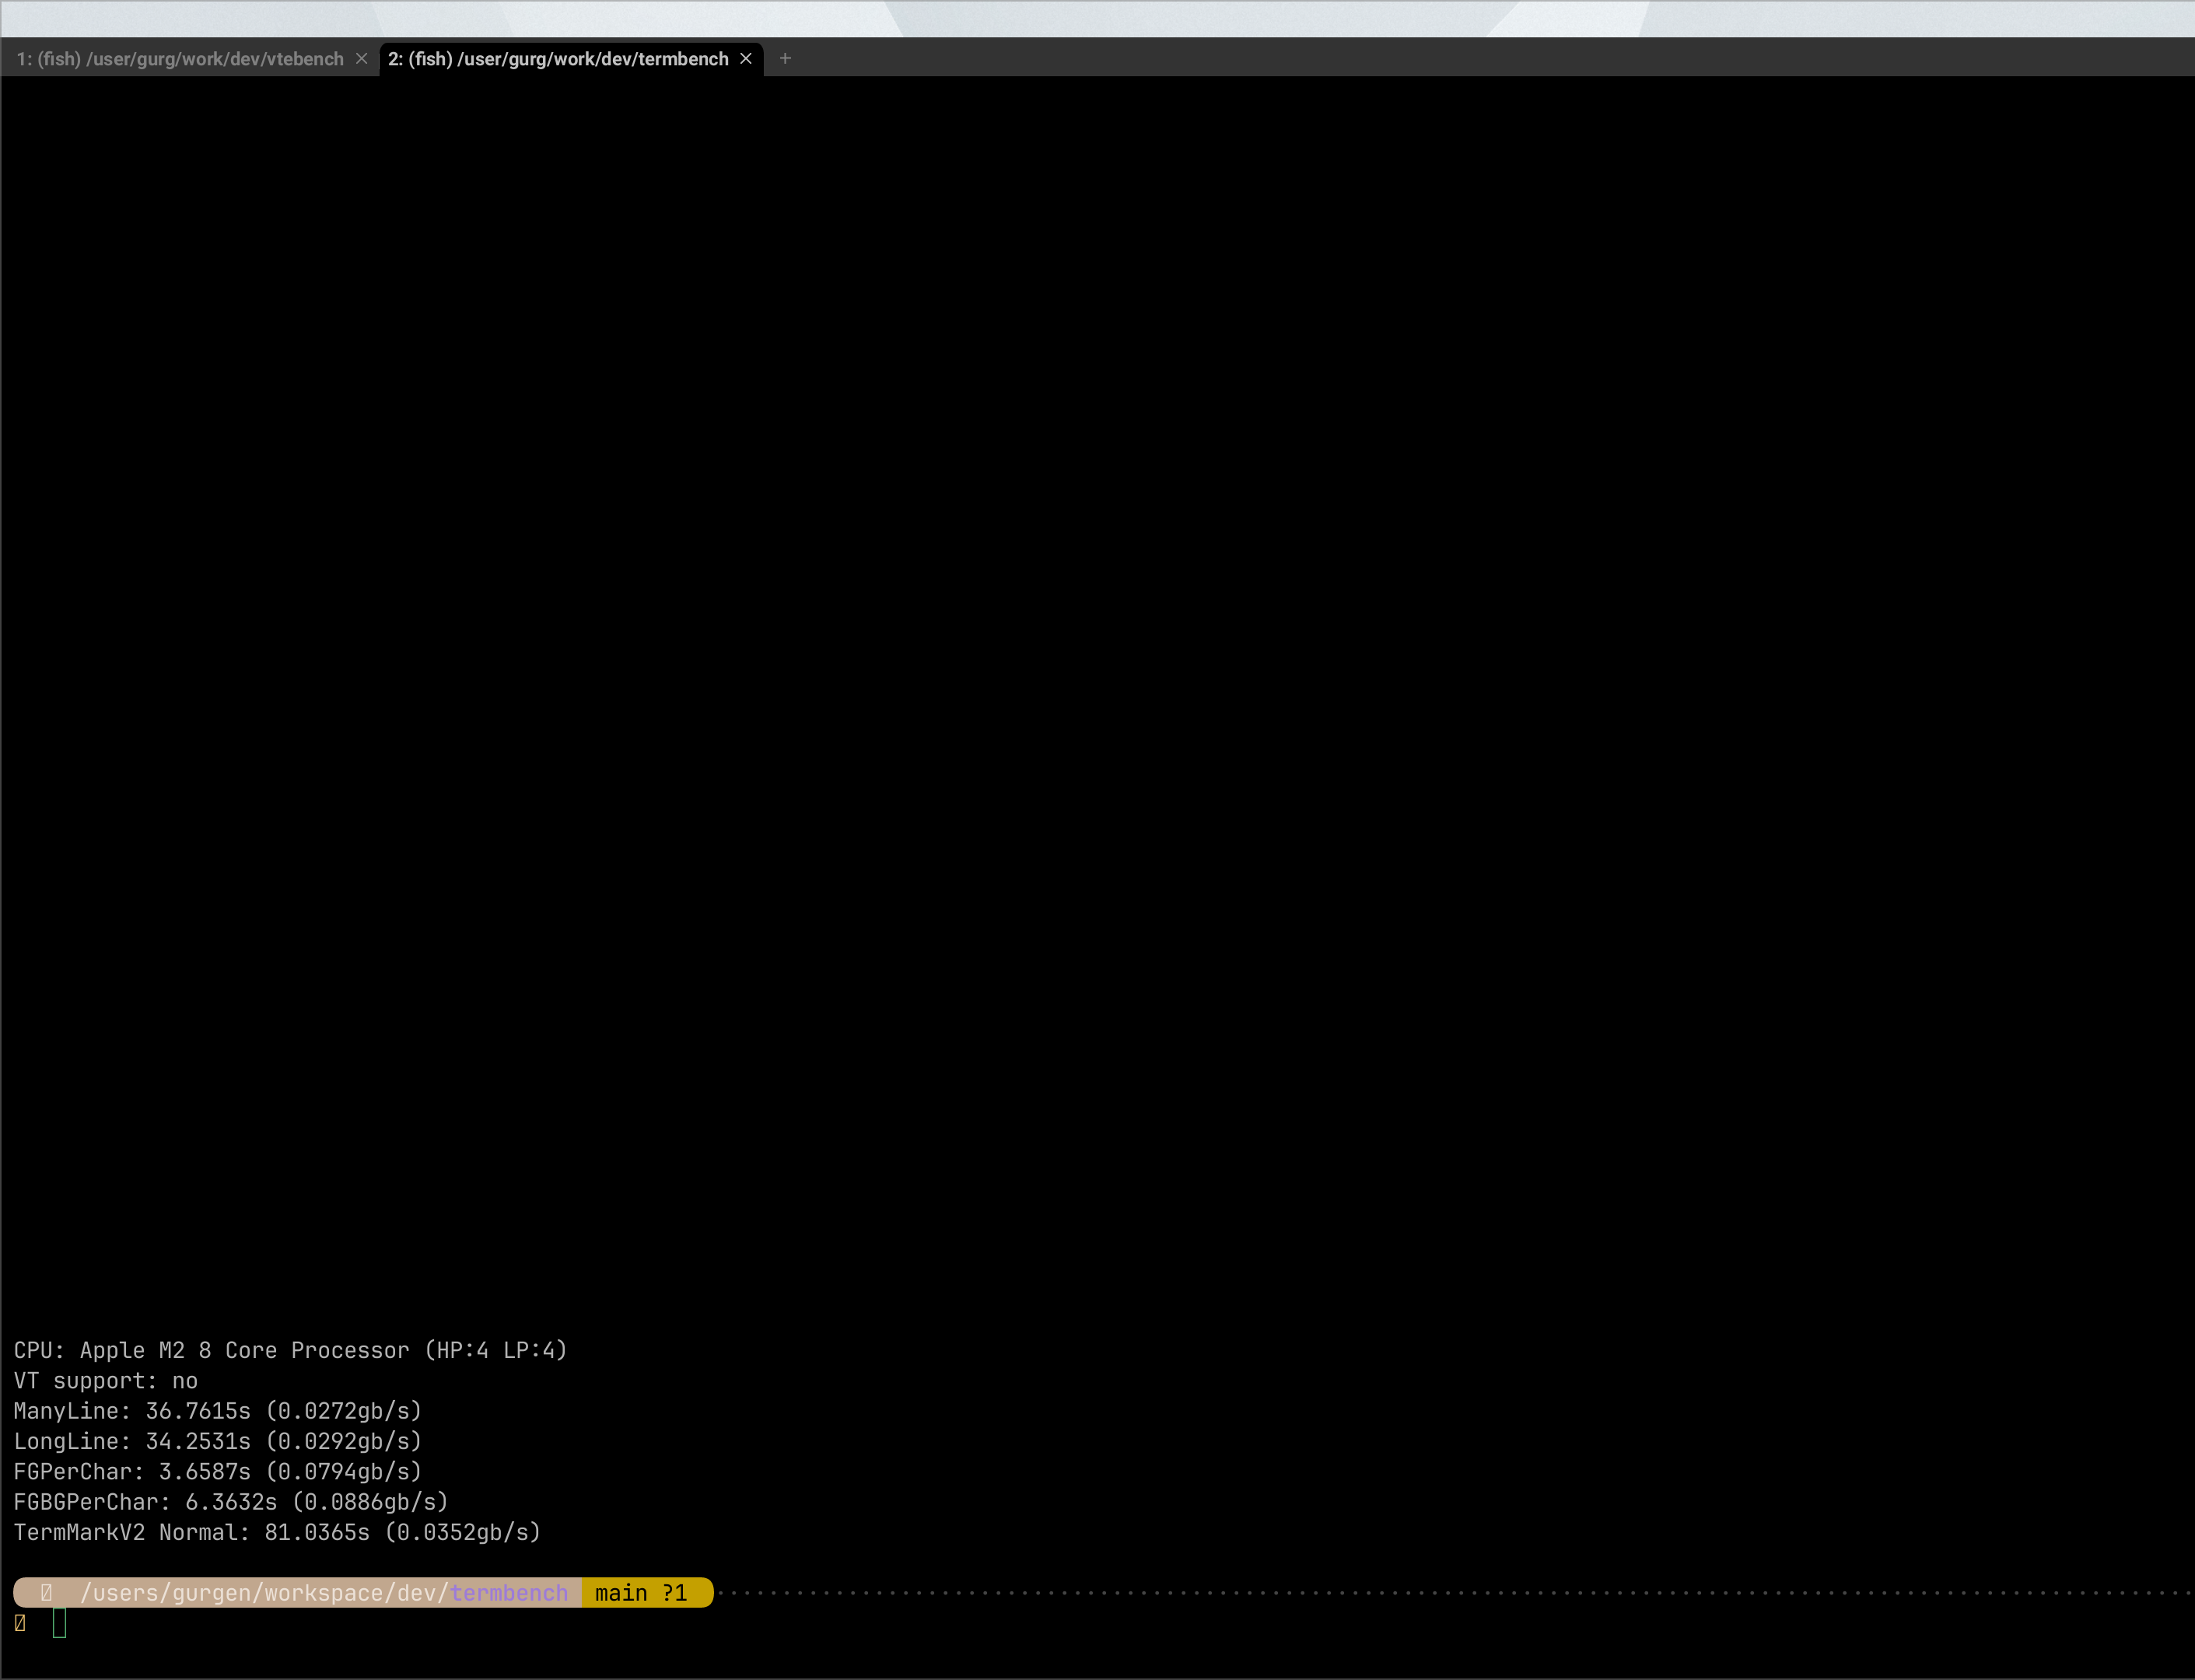 1: (fish) /user/gurg/work/dev/vtebench × 2: (fish) /user/gurg/work/dev/termbench × +
CPU: Apple M2 8 Core Processor (HP:4 LP:4)
VT support: no
ManyLine: 36.7615s (0.0272gb/s)
LongLine: 34.2531s (0.0292gb/s)
FGPerChar: 3.6587s (0.0794gb/s)
FGBGPerChar: 6.3632s (0.0886gb/s)
TermMarkV2 Normal: 81.0365s (0.0352gb/s)
/users/gurgen/workspace/dev/termbench main ?1